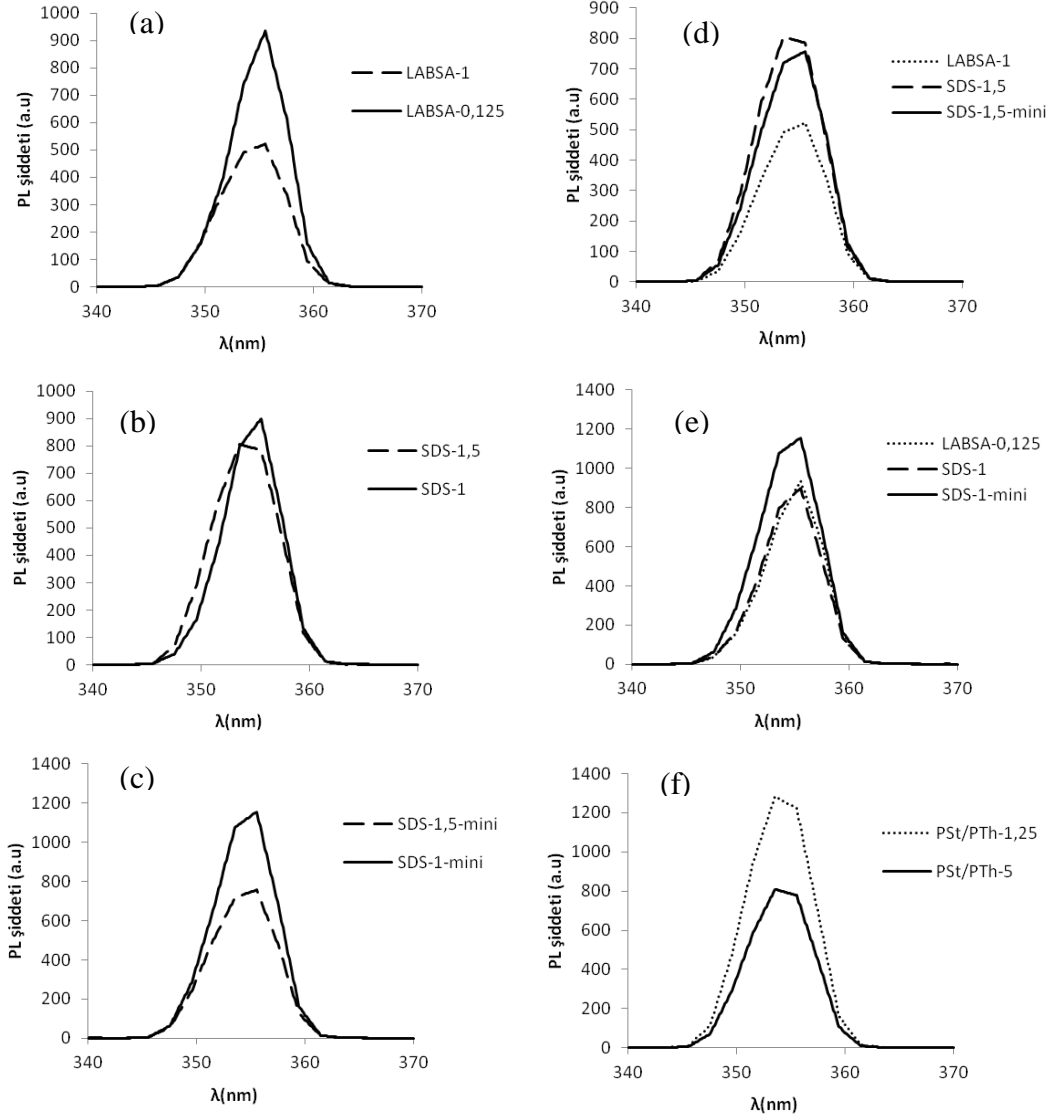 (a)
PL şiddeti (a.u)
1000
900
800
700
600
500
400
300
200
100
0
340
350
360
370
λ(nm)
LABSA-1
LABSA-0,125
(d)
PL şiddeti (a.u)
900
800
700
600
500
400
300
200
100
0
340
350
360
370
λ(nm)
LABSA-1
SDS-1,5
SDS-1,5-mini
(b)
PL şiddeti (a.u)
1000
900
800
700
600
500
400
300
200
100
0
340
350
360
370
λ(nm)
SDS-1,5
SDS-1
(e)
PL şiddeti (a.u)
1400
1200
1000
800
600
400
200
0
340
350
360
370
λ(nm)
LABSA-0,125
SDS-1
SDS-1-mini
(c)
PL şiddeti (a.u)
1400
1200
1000
800
600
400
200
0
340
350
360
370
λ(nm)
SDS-1,5-mini
SDS-1-mini
(f)
PL şiddeti (a.u)
1400
1200
1000
800
600
400
200
0
340
350
360
370
λ(nm)
PSt/PTh-1,25
PSt/PTh-5